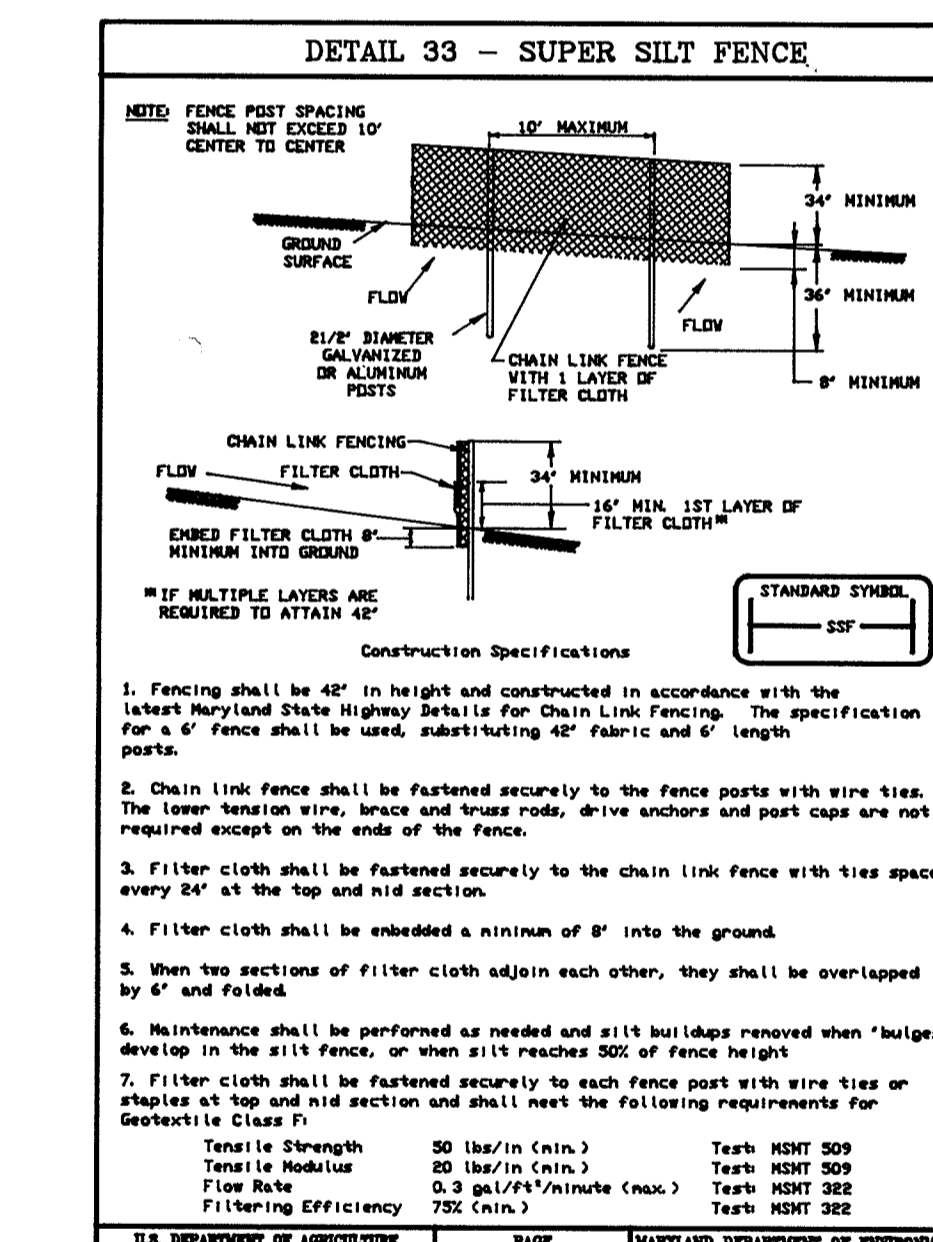 DETAIL 33 – SUPER SILT FENCE
NOTE: FENCE POST SPACING
SHALL NOT EXCEED 10'
CENTER TO CENTER
10' MAXIMUM
34" MINIMUM
GROUND
SURFACE
FLOW
36" MINIMUM
FLOW
21/2" DIAMETER
GALVANIZED
OR ALUMINUM
POSTS
CHAIN LINK FENCE
WITH 1 LAYER OF
FILTER CLOTH
8" MINIMUM
CHAIN LINK FENCING
FLOW
FILTER CLOTH
34" MINIMUM
16" MIN. 1ST LAYER OF
FILTER CLOTH**
EMBED FILTER CLOTH 8"
MINIMUM INTO GROUND
**IF MULTIPLE LAYERS ARE
REQUIRED TO ATTAIN 42"
STANDARD SYMBOL
SSF
Construction Specifications
1. Fencing shall be 42" in height and constructed in accordance with the
latest Maryland State Highway Details for Chain Link Fencing. The specification
for a 6' fence shall be used, substituting 42" fabric and 6' length
posts.
2. Chain link fence shall be fastened securely to the fence posts with wire ties.
The lower tension wire, brace and truss rods, drive anchors and post caps are not
required except on the ends of the fence.
3. Filter cloth shall be fastened securely to the chain link fence with ties space
every 24" at the top and mid section.
4. Filter cloth shall be embedded a minimum of 8" into the ground.
5. When two sections of filter cloth adjoin each other, they shall be overlapped
by 6" and folded.
6. Maintenance shall be performed as needed and silt buildups removed when "bulge
develop in the silt fence, or when silt reaches 50% of fence height
7. Filter cloth shall be fastened securely to each fence post with wire ties or
staples at top and mid section and shall meet the following requirements for
Geotextile Class F:
Tensile Strength 50 lbs/in (min.) Test: MSMT 509
Tensile Modulus 20 lbs/in (min.) Test: MSMT 509
Flow Rate 0.3 gal/ft²/minute (max.) Test: MSMT 322
Filtering Efficiency 75% (min.) Test: MSMT 322
U.S. DEPARTMENT OF AGRICULTURE PAGE MARYLAND DEPARTMENT OF